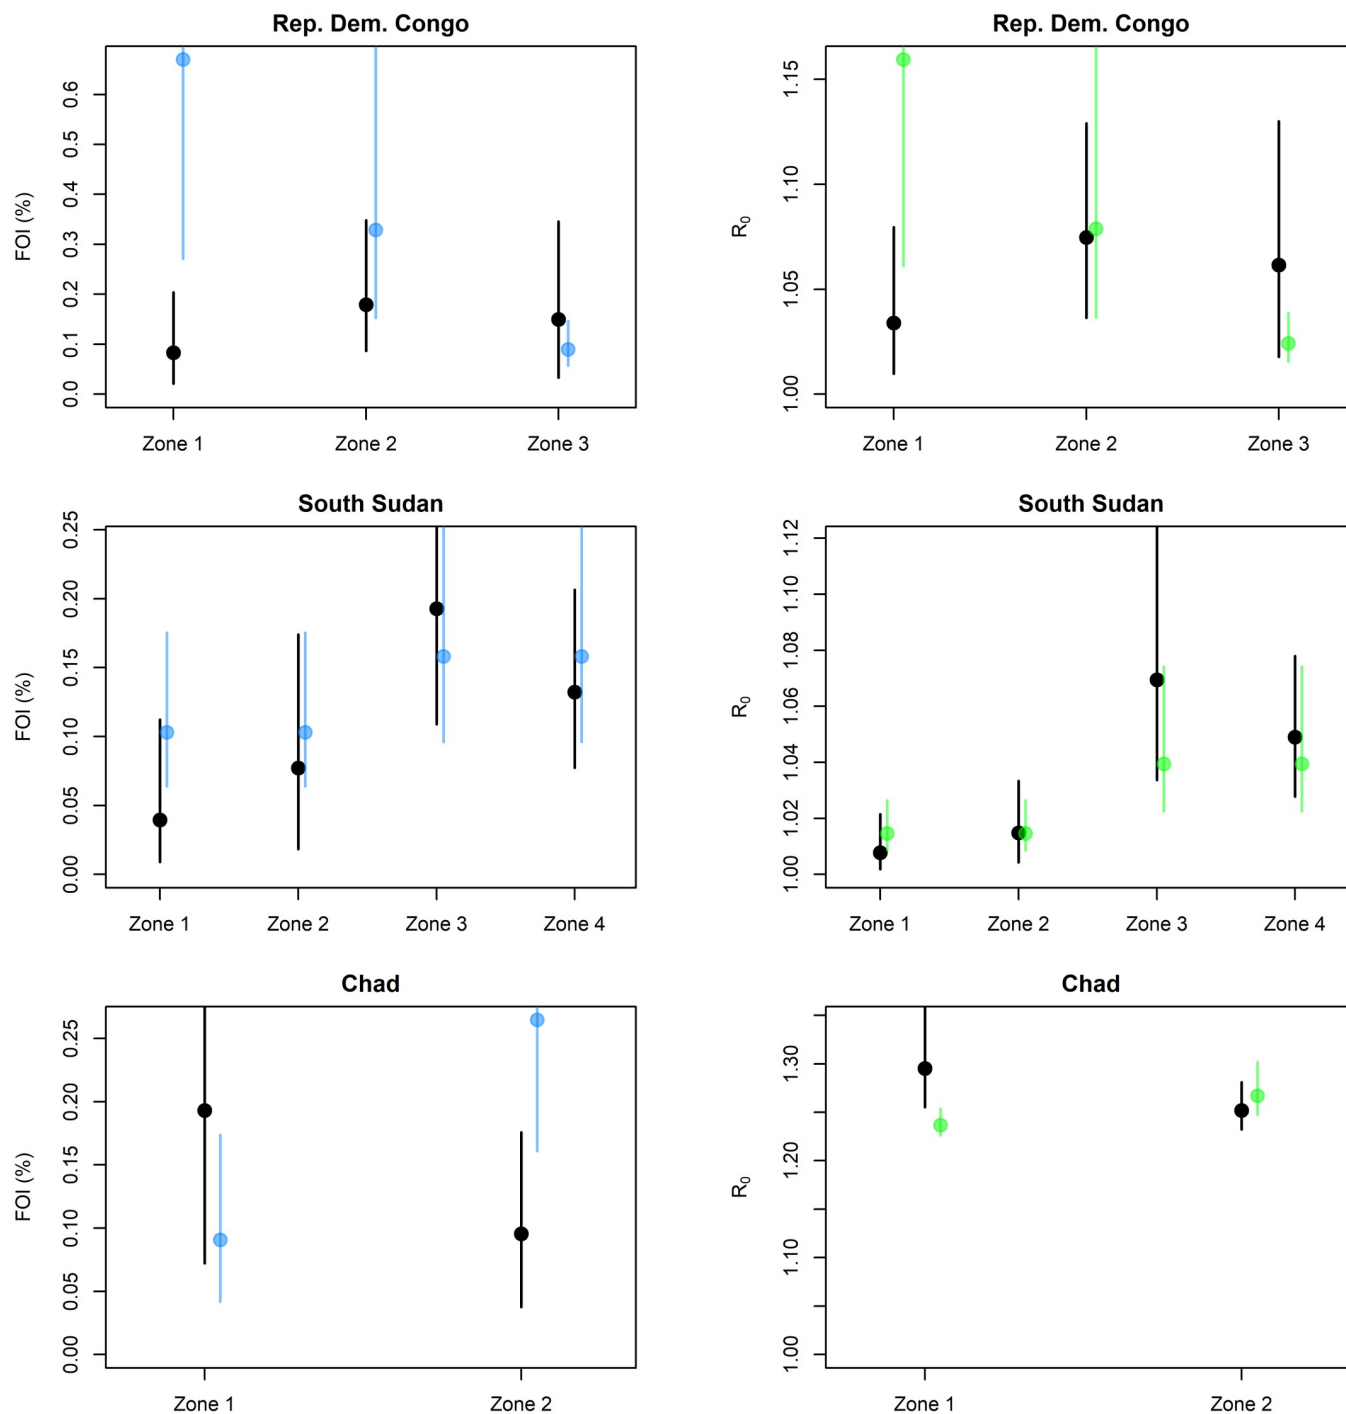 Rep. Dem. Congo
FOI (%)
0.6
0.5
0.4
0.3
0.2
0.1
0.0
Zone 1 Zone 2 Zone 3
Rep. Dem. Congo
R0
1.15
1.10
1.05
1.00
Zone 1 Zone 2 Zone 3
South Sudan
FOI (%)
0.25
0.20
0.15
0.10
0.05
0.00
Zone 1 Zone 2 Zone 3 Zone 4
South Sudan
R0
1.12
1.10
1.08
1.06
1.04
1.02
1.00
Zone 1 Zone 2 Zone 3 Zone 4
Chad
FOI (%)
0.25
0.20
0.15
0.10
0.05
0.00
Zone 1 Zone 2
Chad
R0
1.30
1.20
1.10
1.00
Zone 1 Zone 2